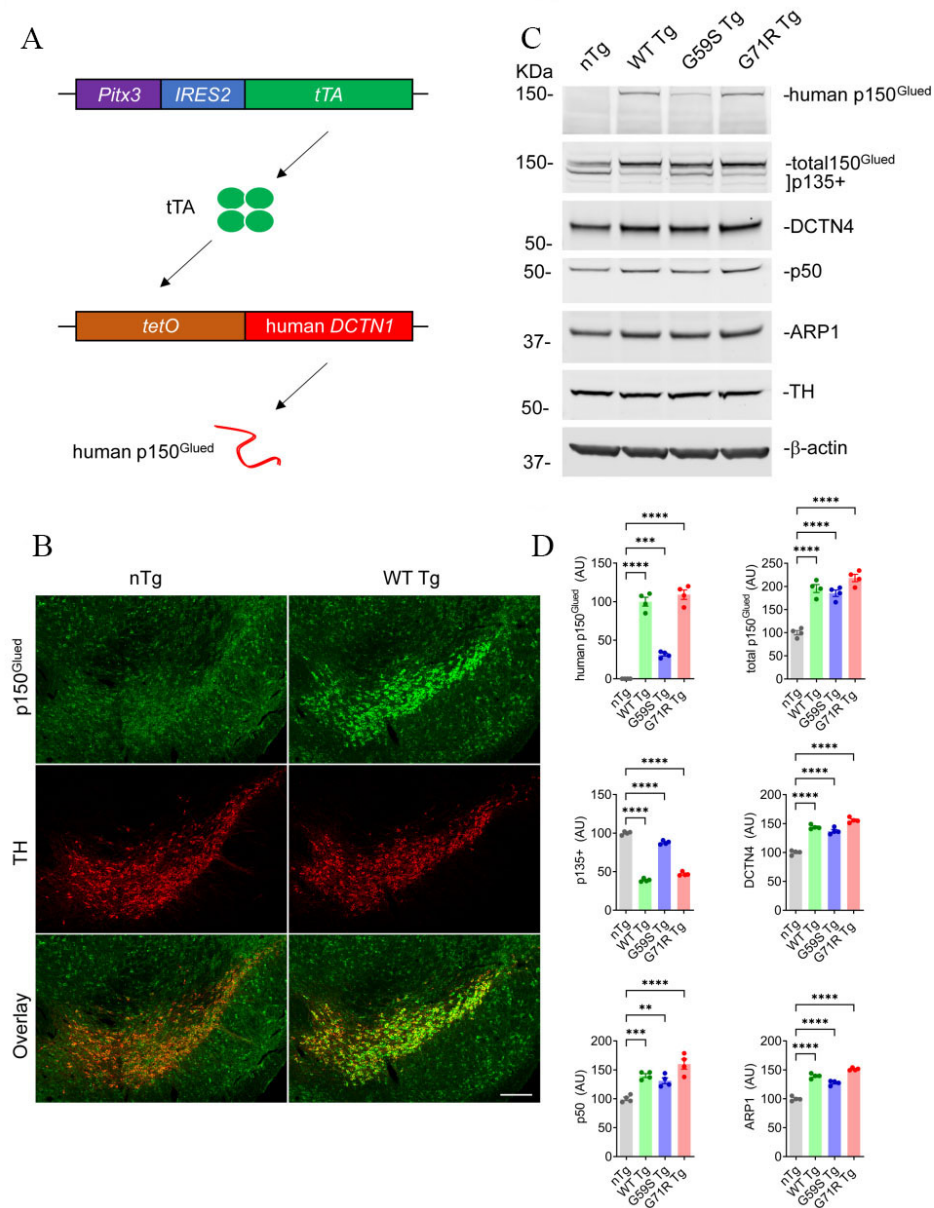 A
Pitx3 IRES2 tTA
tTA
tetO human DCTN1
human p150Glued
B
nTg WT Tg
p150Glued
TH
Overlay
C
nTg WT Tg G59S Tg G71R Tg
KDa
150- -human p150Glued
150- -total150Glued
]p135+
-DCTN4
50-
50- -p50
37- -ARP1
-TH
50-
-β-actin
37-
D
****
***
****
human p150Glued (AU)
150
100
50
0
nTg
WT Tg
G59S Tg
G71R Tg
****
****
****
total p150Glued (AU)
300
200
100
0
nTg
WT Tg
G59S Tg
G71R Tg
****
****
****
p135+ (AU)
150
100
50
0
nTg
WT Tg
G59S Tg
G71R Tg
****
****
****
DCTN4 (AU)
200
150
100
50
0
nTg
WT Tg
G59S Tg
G71R Tg
****
**
***
p50 (AU)
200
150
100
50
0
nTg
WT Tg
G59S Tg
G71R Tg
****
****
****
ARP1 (AU)
200
150
100
50
0
nTg
WT Tg
G59S Tg
G71R Tg